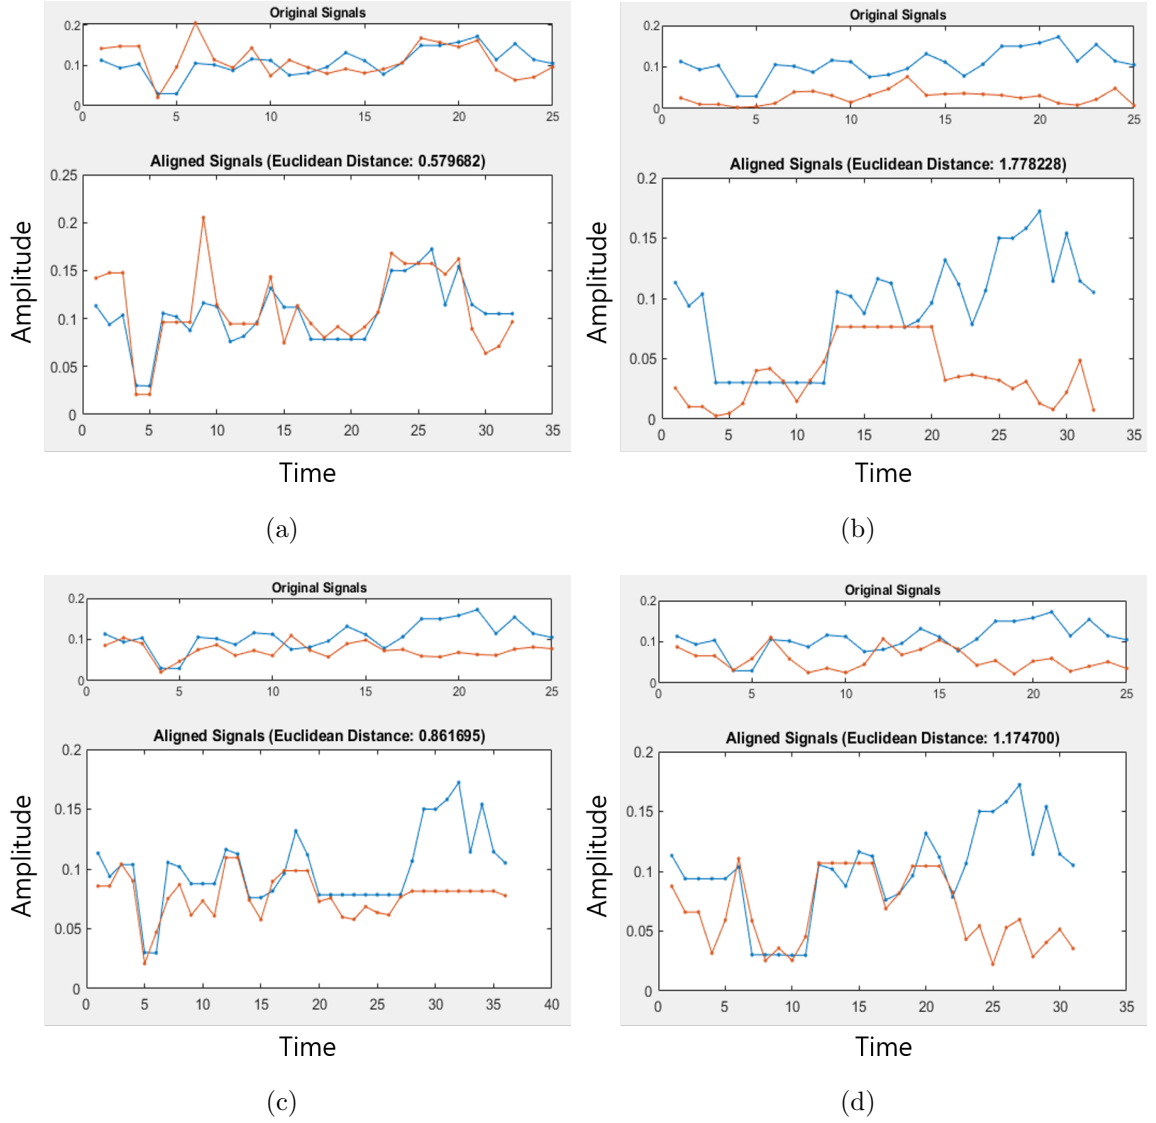 Original Signals
0.2
0.1
0
0 5 10 15 20 25
Aligned Signals (Euclidean Distance: 0.579682)
0.25
0.2
0.15
0.1
0.05
0
0 5 10 15 20 25 30 35
Amplitude
Time
(a)
Original Signals
0.2
0.1
0
0 5 10 15 20 25
Aligned Signals (Euclidean Distance: 1.778228)
0.2
0.15
0.1
0.05
0
0 5 10 15 20 25 30 35
Amplitude
Time
(b)
Original Signals
0.2
0.1
0
0 5 10 15 20 25
Aligned Signals (Euclidean Distance: 0.861695)
0.2
0.15
0.1
0.05
0
0 5 10 15 20 25 30 35 40
Amplitude
Time
(c)
Original Signals
0.2
0.1
0
0 5 10 15 20 25
Aligned Signals (Euclidean Distance: 1.174700)
0.2
0.15
0.1
0.05
0
0 5 10 15 20 25 30 35
Amplitude
Time
(d)